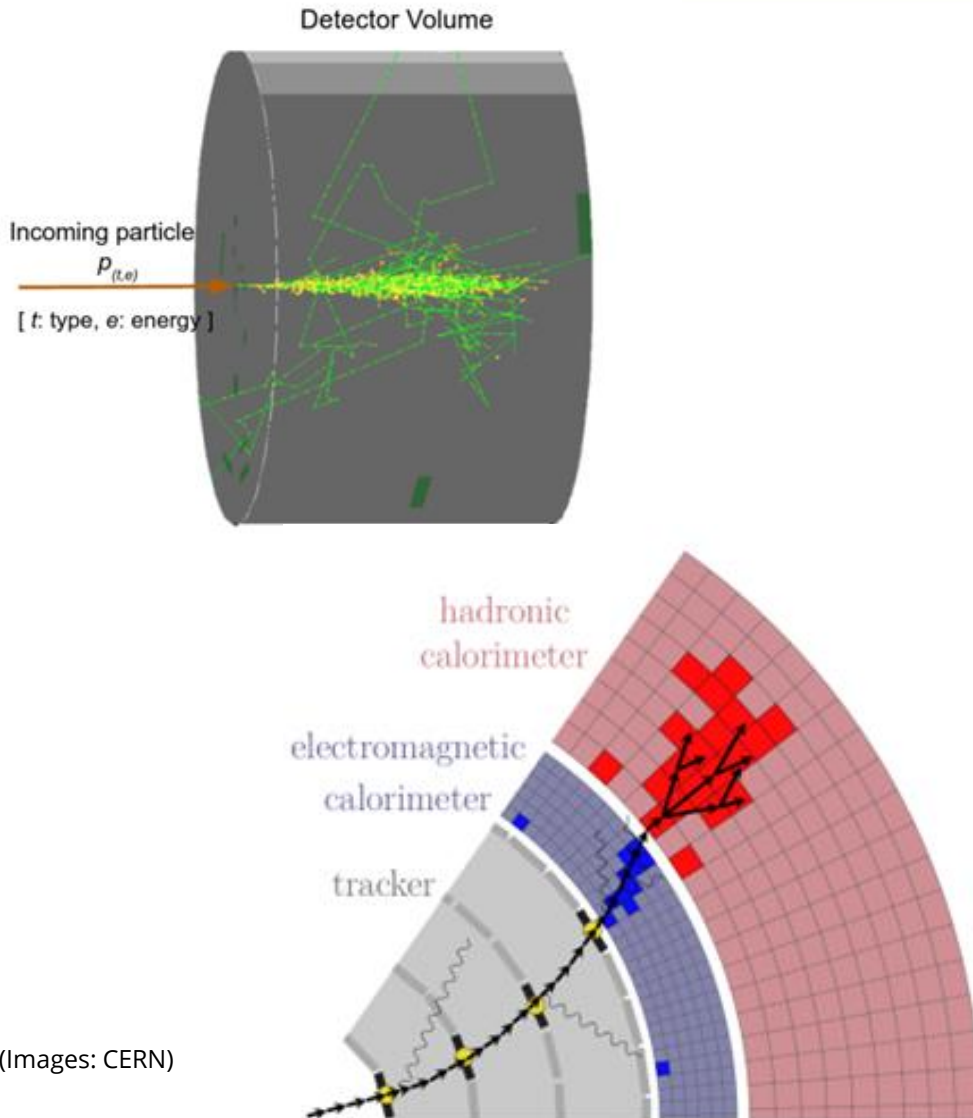 Detector Volume
Incoming particle
p(t,e)
[ t: type, e: energy ]
hadronic
calorimeter
electromagnetic
calorimeter
tracker
(Images: CERN)